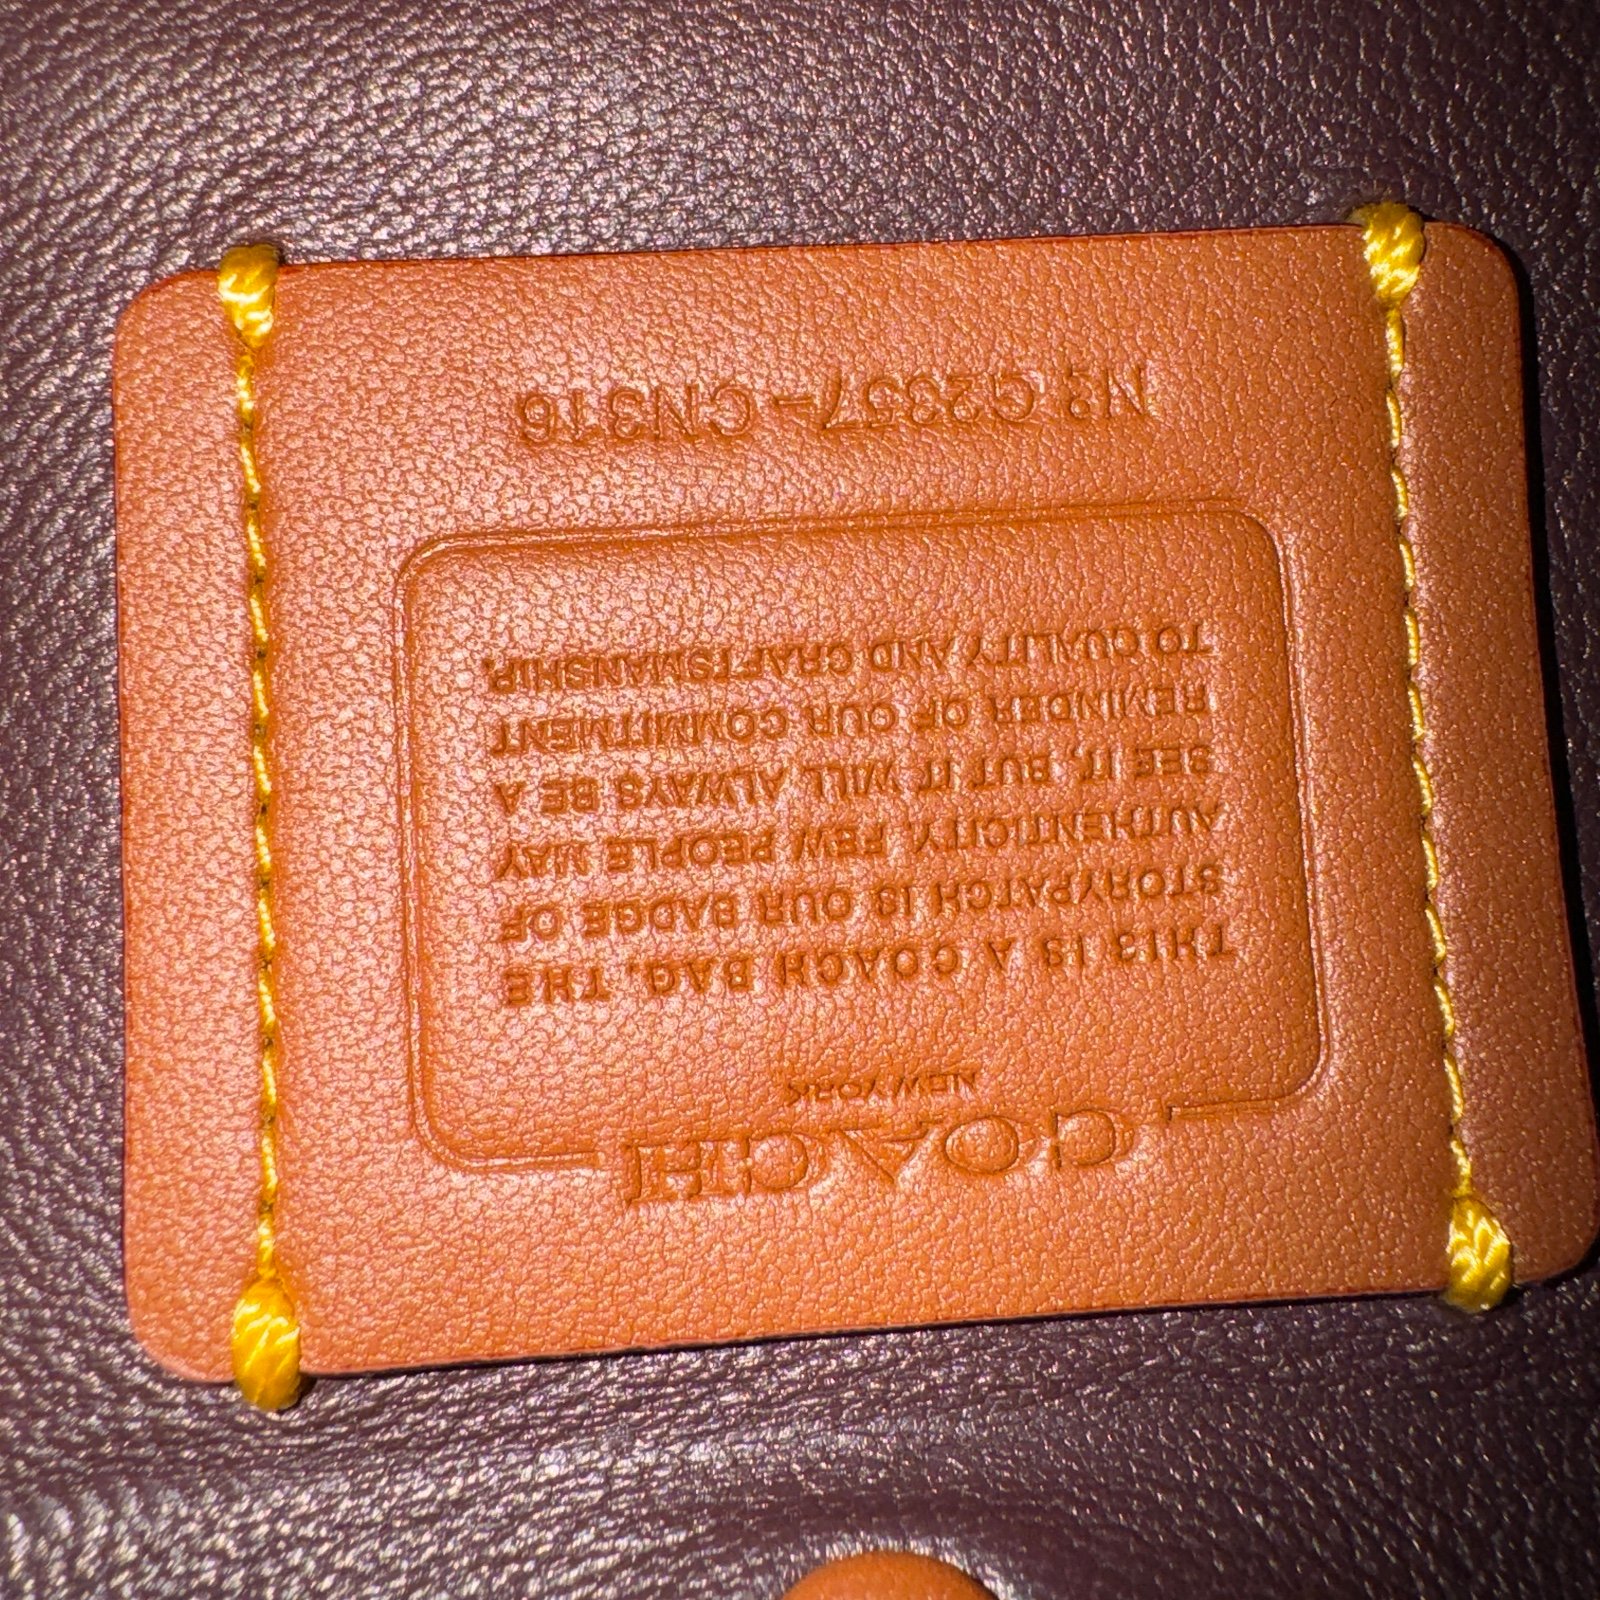 COACH
NEW YORK
THIS IS A COACH BAG. THE
STORYPATCH IS OUR BADGE OF
AUTHENTICITY. FEW PEOPLE MAY
SEE IT, BUT IT WILL ALWAYS BE A
REMINDER OF OUR COMMITMENT
TO QUALITY AND CRAFTSMANSHIP.
Nº C2357-CN316